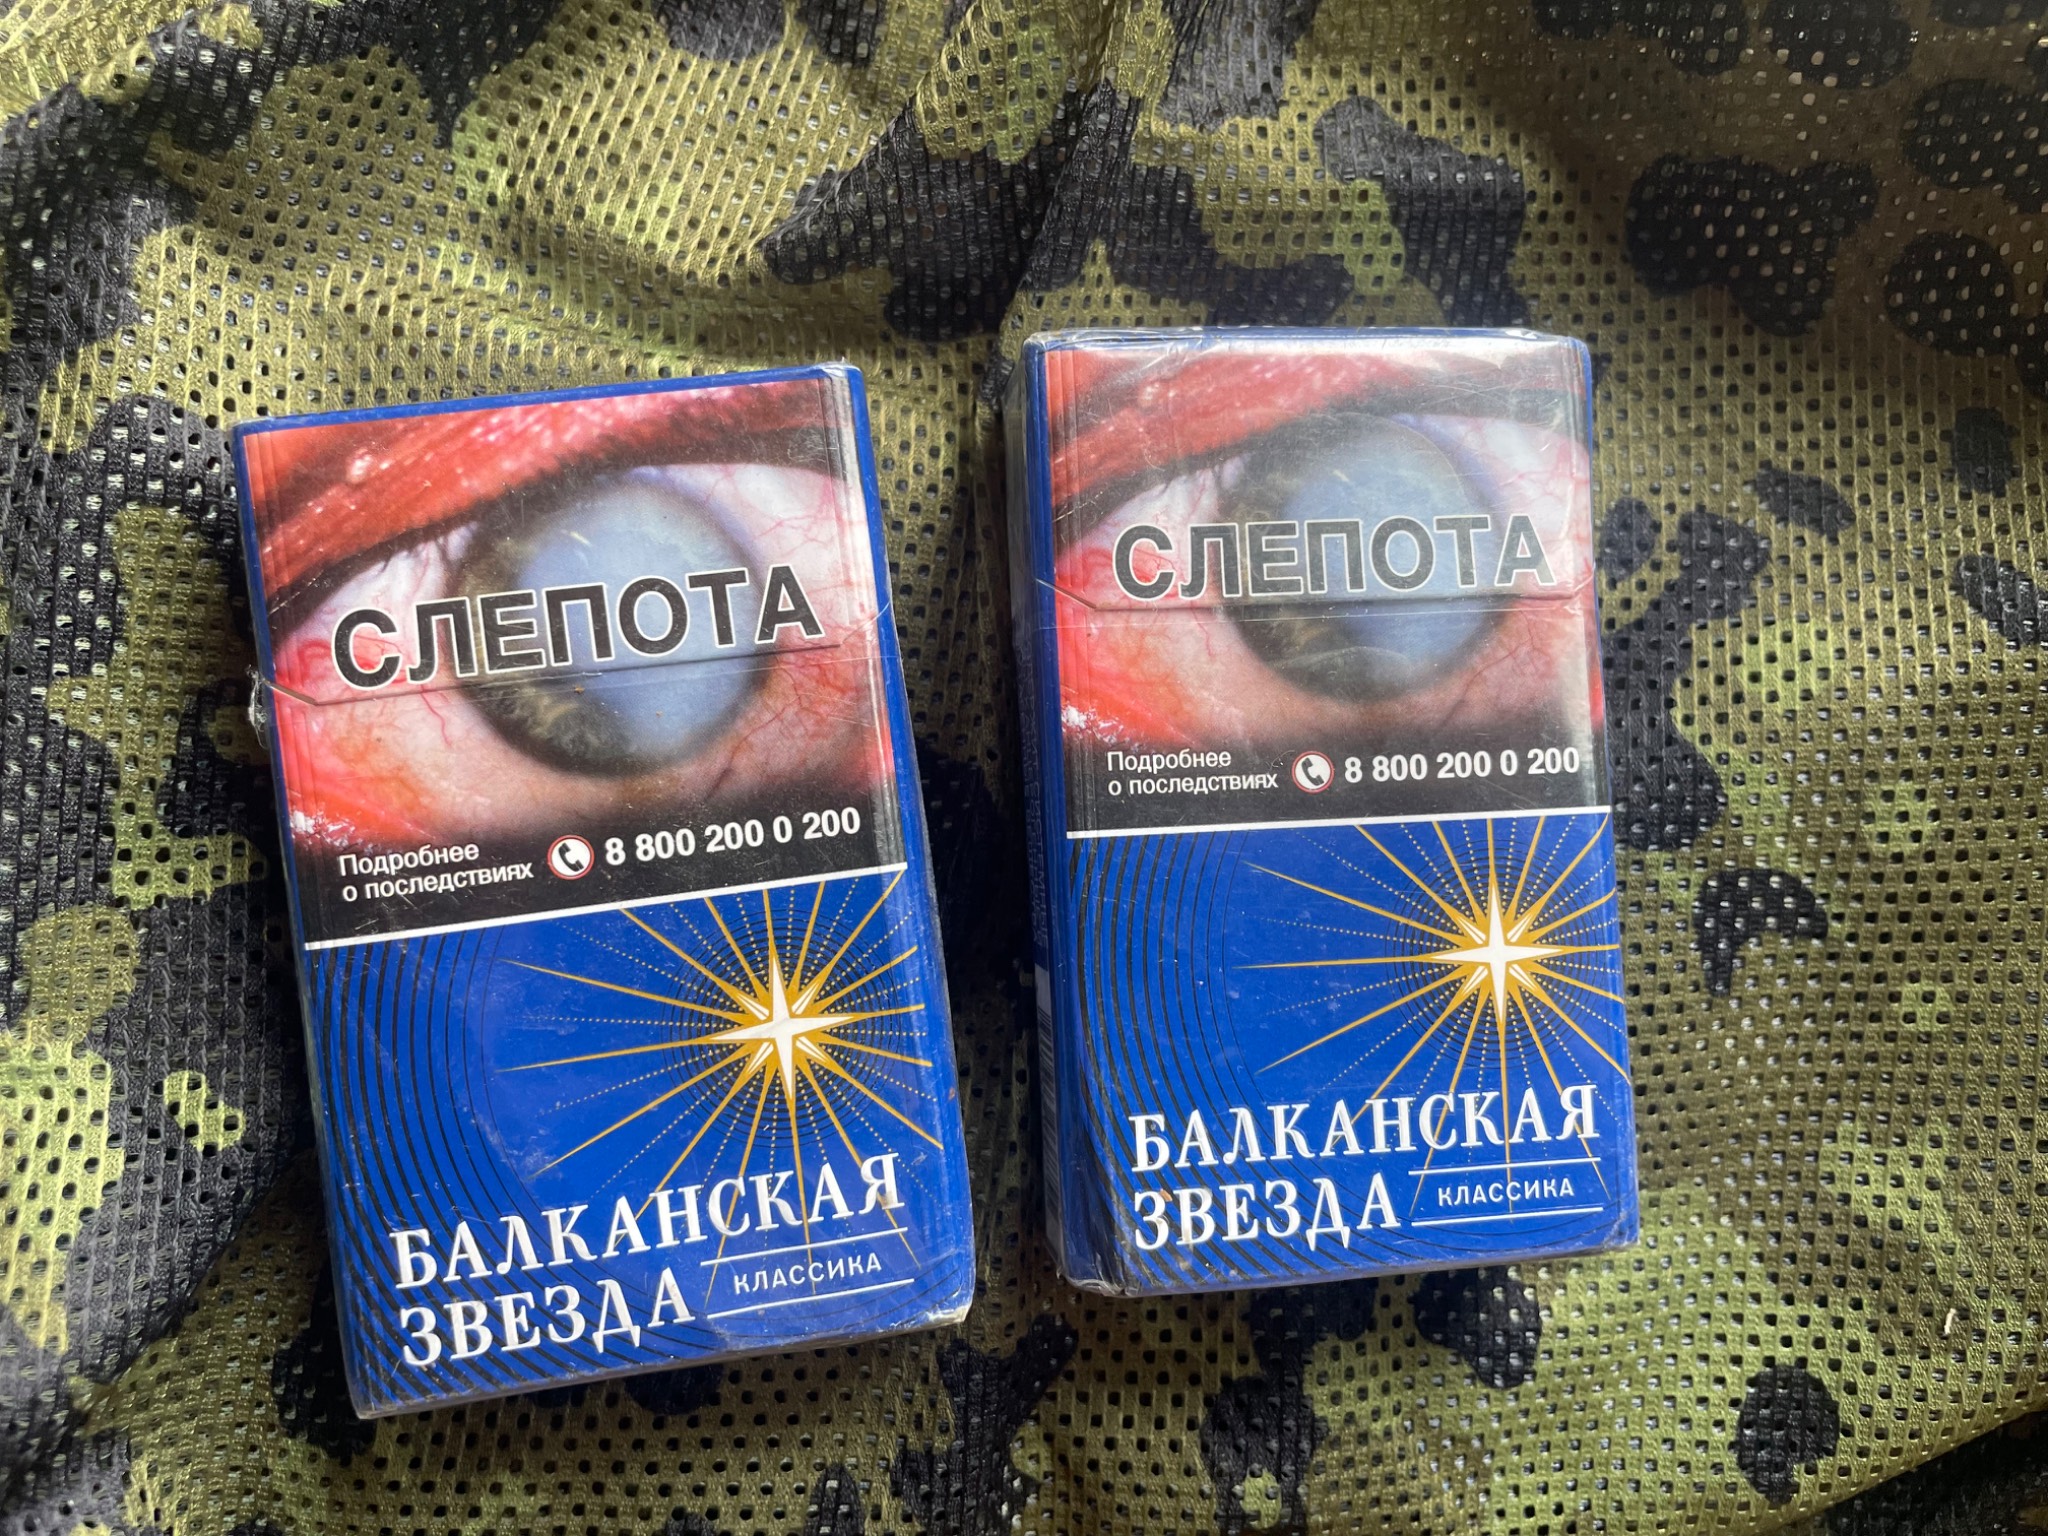 СЛЕПОТА
Подробнее
о последствиях
8 800 200 0 200
БАЛКАНСКАЯ
ЗВЕЗДА
КЛАССИКА
СЛЕПОТА
Подробнее
о последствиях
8 800 200 0 200
БАЛКАНСКАЯ
ЗВЕЗДА
КЛАССИКА